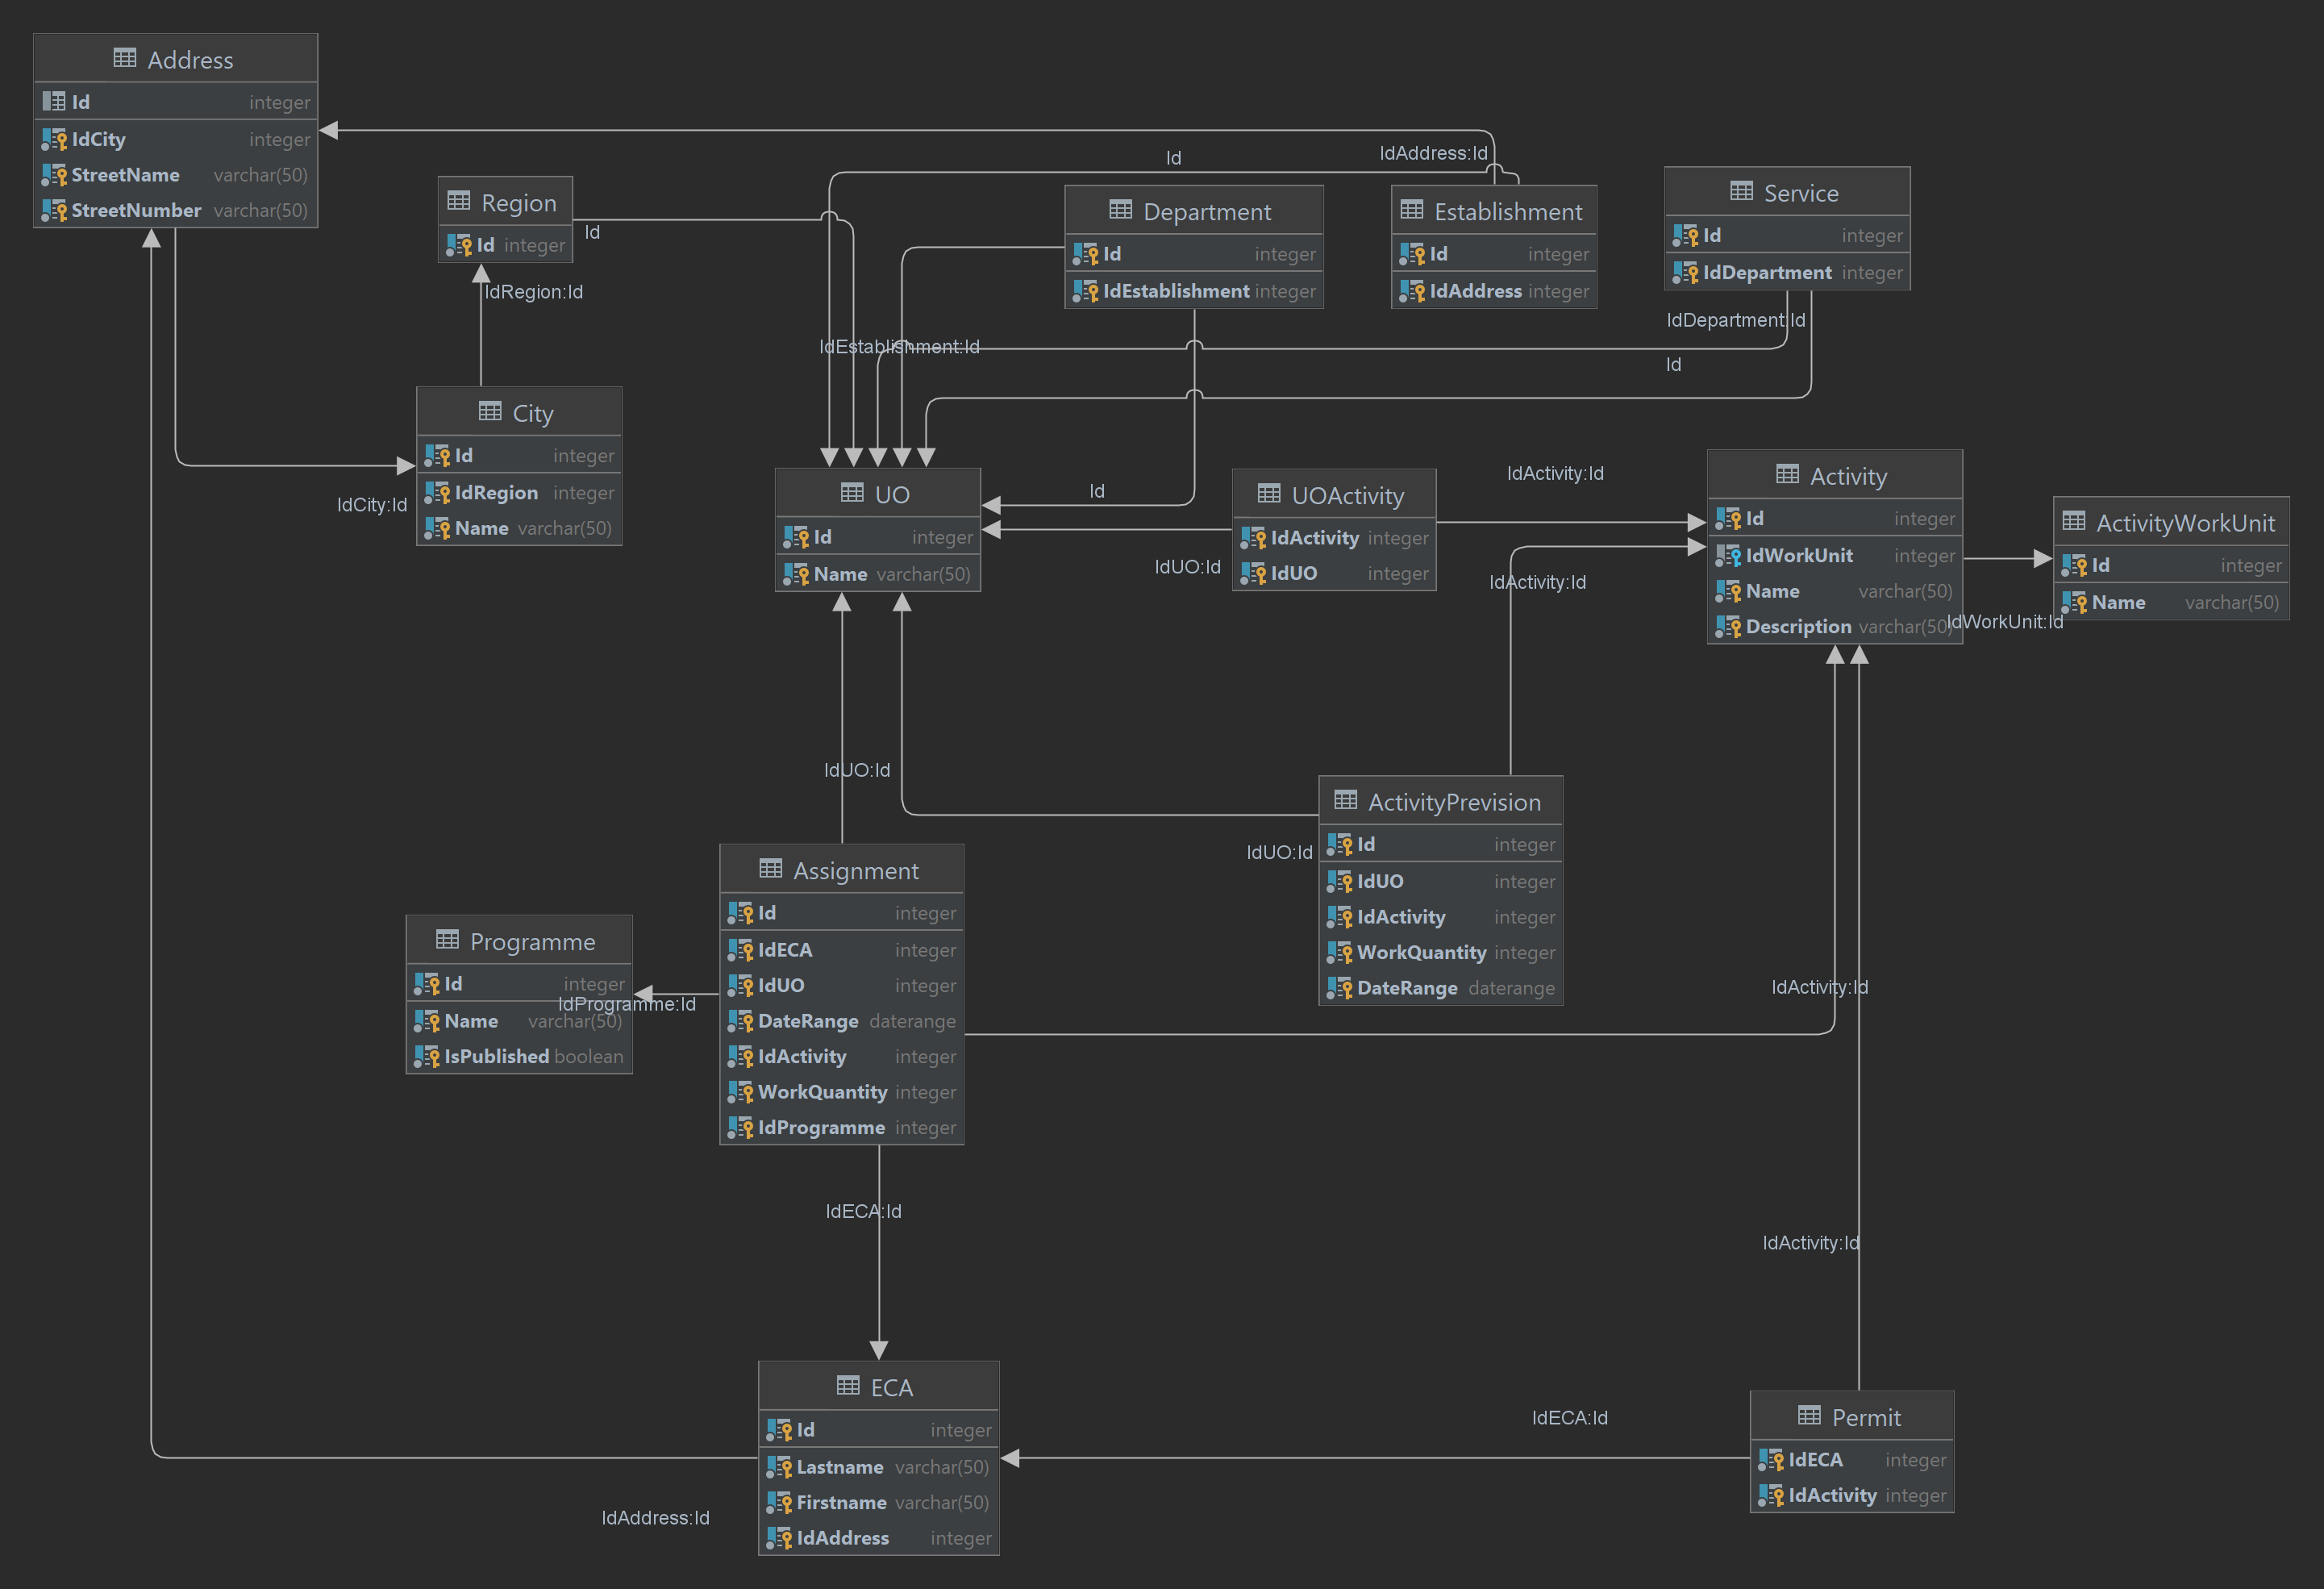 Address
Id integer
IdCity integer
StreetName varchar(50)
StreetNumber varchar(50)
Region
Id integer
Id
IdRegion:Id
Id
IdAddress:Id
Department
Id integer
IdEstablishment integer
Establishment
Id integer
IdAddress integer
Service
Id integer
IdDepartment integer
IdDepartment:Id
IdEstablishment:Id
Id
City
Id integer
IdRegion integer
Name varchar(50)
IdCity:Id
UO
Id integer
Name varchar(50)
Id
IdUO:Id
UOActivity
IdActivity integer
IdUO integer
IdActivity:Id
IdActivity:Id
Activity
Id integer
IdWorkUnit integer
Name varchar(50)
Description varchar(50)
IdWorkUnit:Id
ActivityWorkUnit
Id integer
Name varchar(50)
IdUO:Id
IdUO:Id
ActivityPrevision
Id integer
IdUO integer
IdActivity integer
WorkQuantity integer
DateRange daterange
Assignment
Id integer
IdECA integer
IdUO integer
DateRange daterange
IdActivity integer
WorkQuantity integer
IdProgramme integer
Programme
Id integer
Name varchar(50)
IsPublished boolean
IdProgramme:Id
IdActivity:Id
IdECA:Id
IdActivity:Id
ECA
Id integer
Lastname varchar(50)
Firstname varchar(50)
IdAddress integer
IdAddress:Id
IdECA:Id
Permit
IdECA integer
IdActivity integer